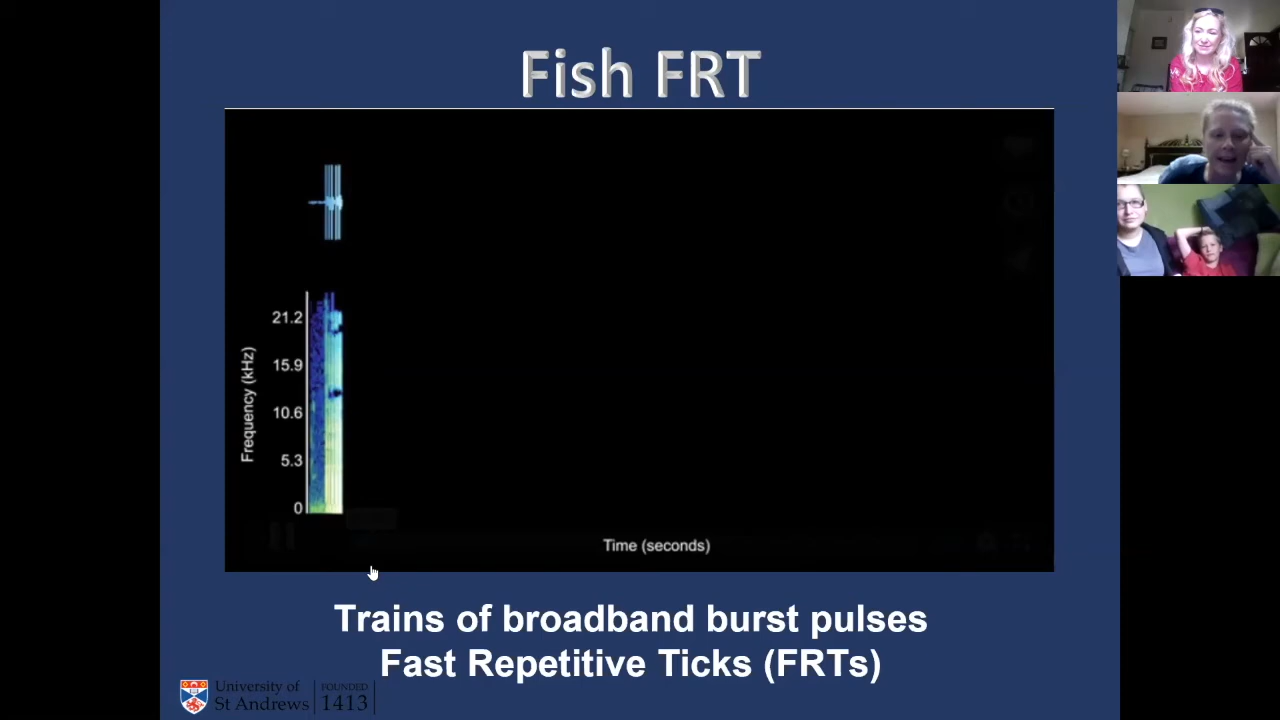 Fish FRT
Frequency (kHz)
21.2
15.9
10.6
5.3
0
Time (seconds)
Trains of broadband burst pulses
Fast Repetitive Ticks (FRTs)
University of
St Andrews
FOUNDED
1413